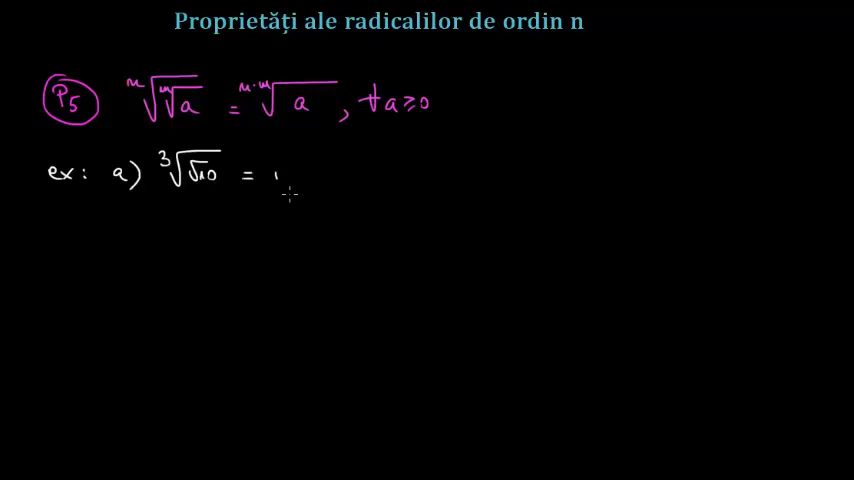 Proprietăți ale radicalilor de ordin n
P₅ ⁿ√(ᵐ√a) = ⁿ·ᵐ√a , ∀ a ≥ 0
ex: a) ³√(√10) =